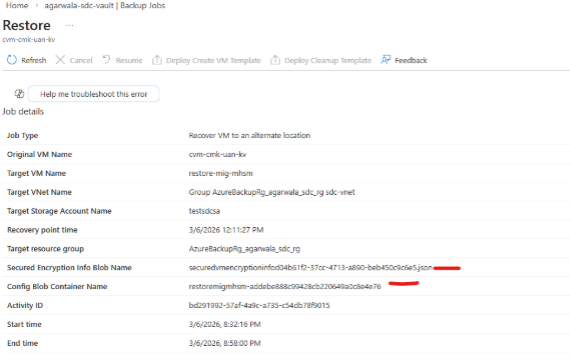 Home > agarwala-sdc-vault | Backup Jobs >
Restore ...
cvm-cmk-uan-kv
Refresh Cancel Resume Deploy Create VM Template Deploy Cleanup Template Feedback
Help me troubleshoot this error
Job details
Job Type Recover VM to an alternate location
Original VM Name cvm-cmk-uan-kv
Target VM Name restore-mig-mhsm
Target VNet Name Group AzureBackupRg_agarwala_sdc_rg sdc-vnet
Target Storage Account Name testsdcsa
Recovery point time 3/6/2026 12:11:27 PM
Target resource group AzureBackupRg_agarwala_sdc_rg
Secured Encryption Info Blob Name securedvmencryptioninfod04b61f2-37cc-4713-a890-beb450c9c6e5.json
Config Blob Container Name restoremigmhsm-addebe888c99428cb220649a0c8e4e76
Activity ID bd291992-57af-4a9c-a735-c54db78f9015
Start time 3/6/2026, 8:32:16 PM
End time 3/6/2026, 8:58:00 PM